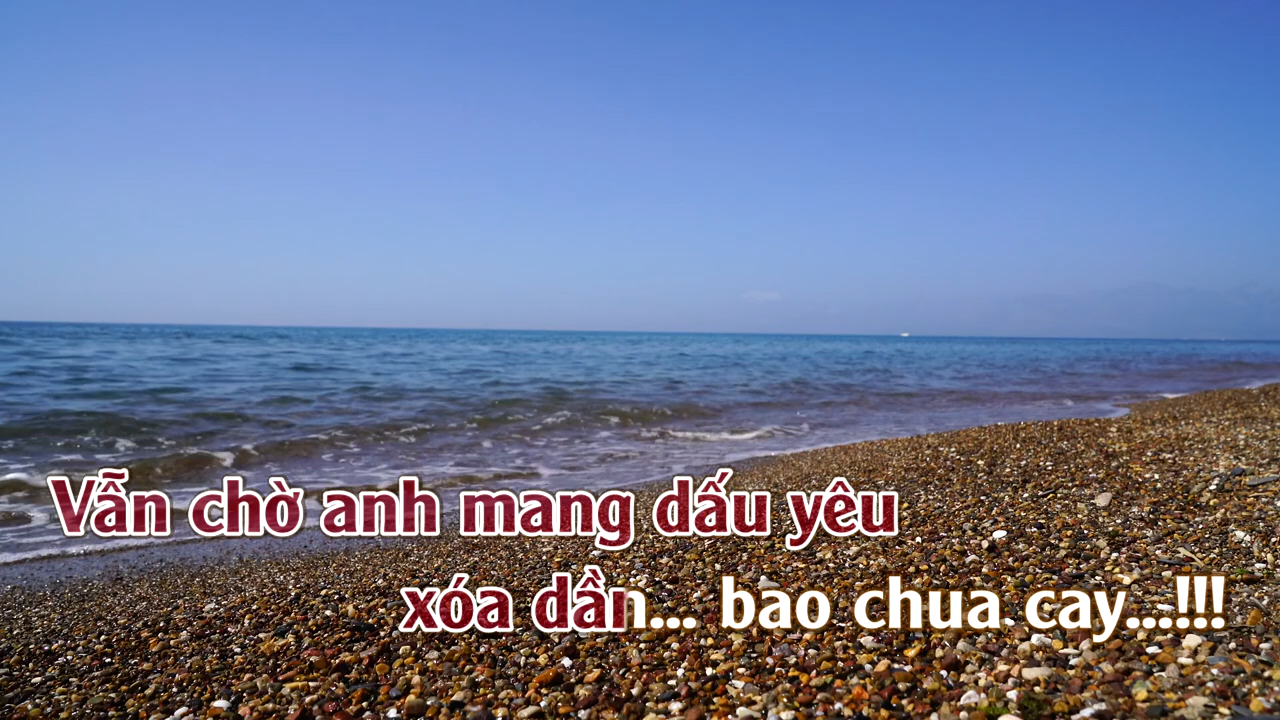 Vẫn chờ anh mang dấu yêu
xóa dần... bao chua cay...!!!